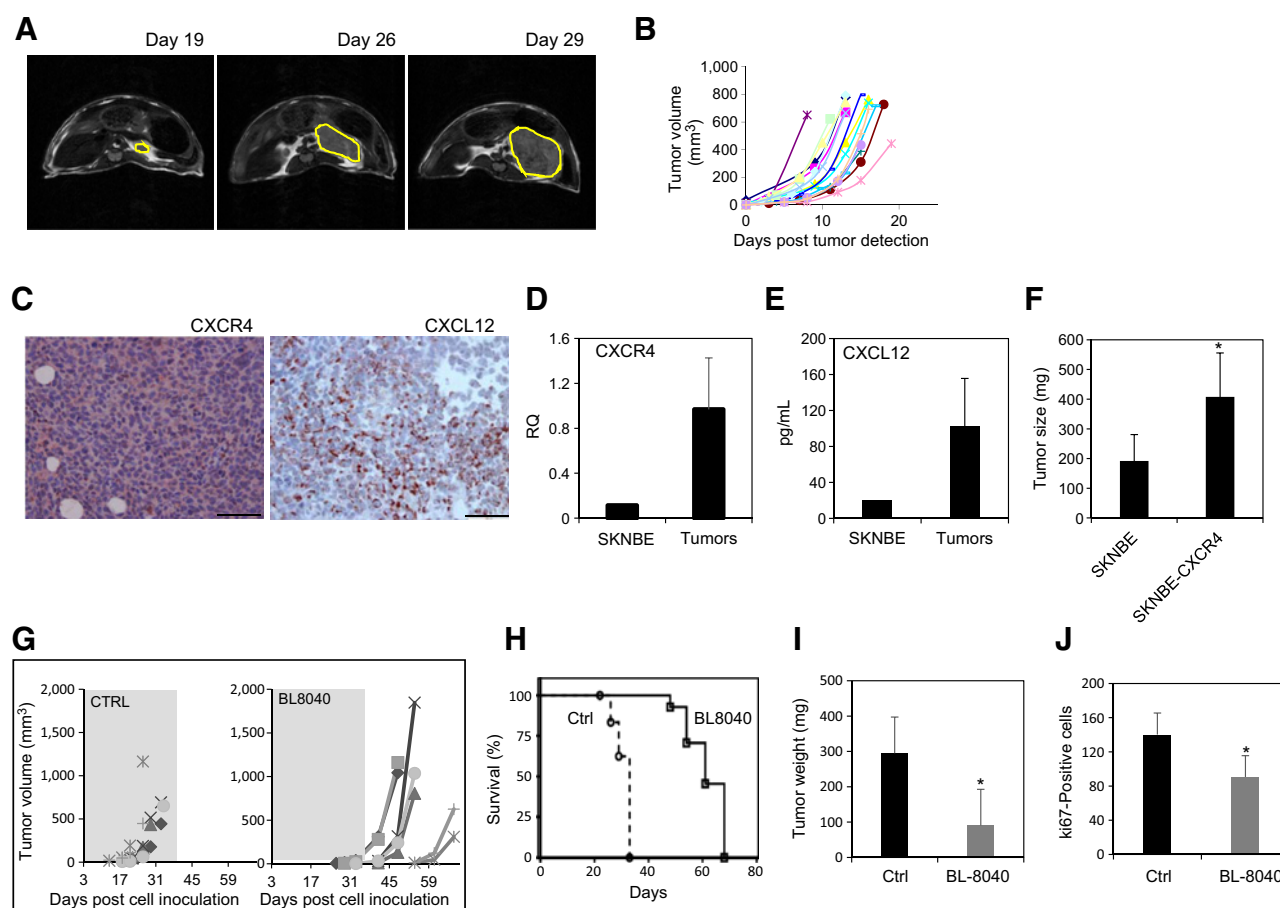 A
Day 19
Day 26
Day 29
B
Tumor volume
(mm³)
1,000
800
600
400
200
0
0
10
20
Days post tumor detection
C
CXCR4
CXCL12
D
CXCR4
RQ
1.6
1.2
0.8
0.4
0
SKNBE
Tumors
E
CXCL12
pg/mL
200
160
120
80
40
0
SKNBE
Tumors
F
Tumor size (mg)
600
500
400
300
200
100
0
*
SKNBE
SKNBE-CXCR4
G
Tumor volume (mm³)
CTRL
2,000
1,500
1,000
500
0
3
17
31
45
59
Days post cell inoculation
BL8040
2,000
1,500
1,000
500
0
3
17
31
45
59
Days post cell inoculation
H
Survival (%)
100
75
50
25
0
Ctrl
BL8040
0
20
40
60
80
Days
I
Tumor weight (mg)
500
400
300
200
100
0
*
Ctrl
BL-8040
J
ki67-Positive cells
200
160
120
80
40
0
*
Ctrl
BL-8040